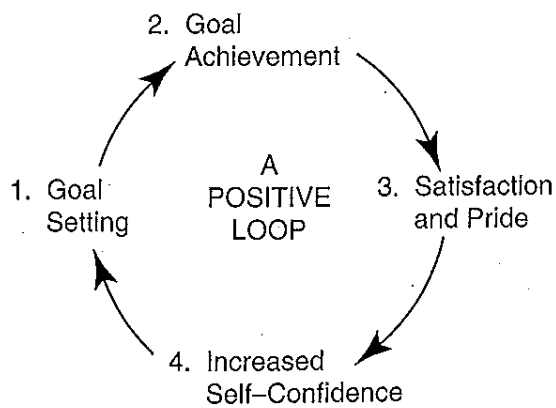 2. Goal
Achievement
1. Goal
Setting
A
POSITIVE
LOOP
3. Satisfaction
and Pride
4. Increased
Self–Confidence